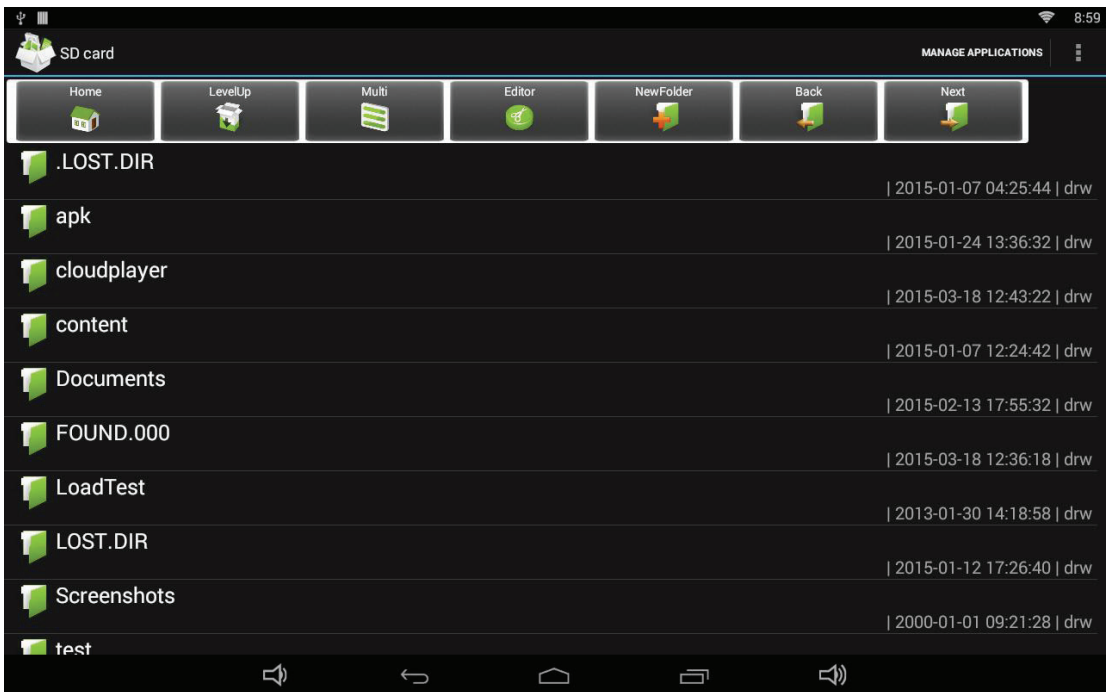 8:59
SD card MANAGE APPLICATIONS
Home LevelUp Multi Editor NewFolder Back Next
.LOST.DIR
| 2015-01-07 04:25:44 | drw
apk
| 2015-01-24 13:36:32 | drw
cloudplayer
| 2015-03-18 12:43:22 | drw
content
| 2015-01-07 12:24:42 | drw
Documents
| 2015-02-13 17:55:32 | drw
FOUND.000
| 2015-03-18 12:36:18 | drw
LoadTest
| 2013-01-30 14:18:58 | drw
LOST.DIR
| 2015-01-12 17:26:40 | drw
Screenshots
| 2000-01-01 09:21:28 | drw
test